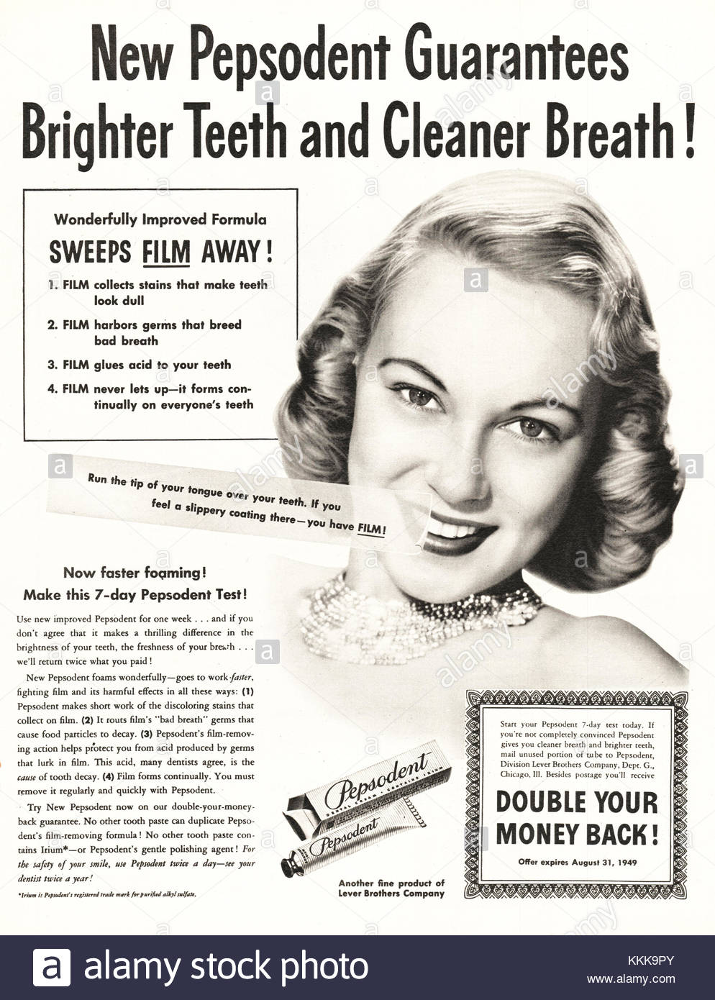 New Pepsodent Guarantees
Brighter Teeth and Cleaner Breath!
Wonderfully Improved Formula
SWEEPS FILM AWAY!
1. FILM collects stains that make teeth
look dull
2. FILM harbors germs that breed
bad breath
3. FILM glues acid to your teeth
4. FILM never lets up—it forms con-
tinually on everyone's teeth
Run the tip of your tongue over your teeth. If you
feel a slippery coating there—you have FILM!
Now faster foaming!
Make this 7-day Pepsodent Test!
Use new improved Pepsodent for one week . . . and if you
don't agree that it makes a thrilling difference in the
brightness of your teeth, the freshness of your breath . . .
we'll return twice what you paid!
New Pepsodent foams wonderfully—goes to work faster,
fighting film and its harmful effects in all these ways: (1)
Pepsodent makes short work of the discoloring stains that
collect on film. (2) It routs film's "bad breath" germs that
cause food particles to decay. (3) Pepsodent's film-remov-
ing action helps protect you from acid produced by germs
that lurk in film. This acid, many dentists agree, is the
cause of tooth decay. (4) Film forms continually. You must
remove it regularly and quickly with Pepsodent.
Try New Pepsodent now on our double-your-money-
back guarantee. No other tooth paste can duplicate Pepso-
dent's film-removing formula! No other tooth paste con-
tains Irium*—or Pepsodent's gentle polishing agent! For
the safety of your smile, use Pepsodent twice a day—see your
dentist twice a year!
*Irium is Pepsodent's registered trade mark for purified alkyl sulfate.
Pepsodent
DENTAL CREAM · CONTAINS IRIUM
Pepsodent
Another fine product of
Lever Brothers Company
Start your Pepsodent 7-day test today. If
you're not completely convinced Pepsodent
gives you cleaner breath and brighter teeth,
mail unused portion of tube to Pepsodent,
Division Lever Brothers Company, Dept. G.,
Chicago, Ill. Besides postage you'll receive
DOUBLE YOUR
MONEY BACK!
Offer expires August 31, 1949
a alamy stock photo
KKK9PY
www.alamy.com